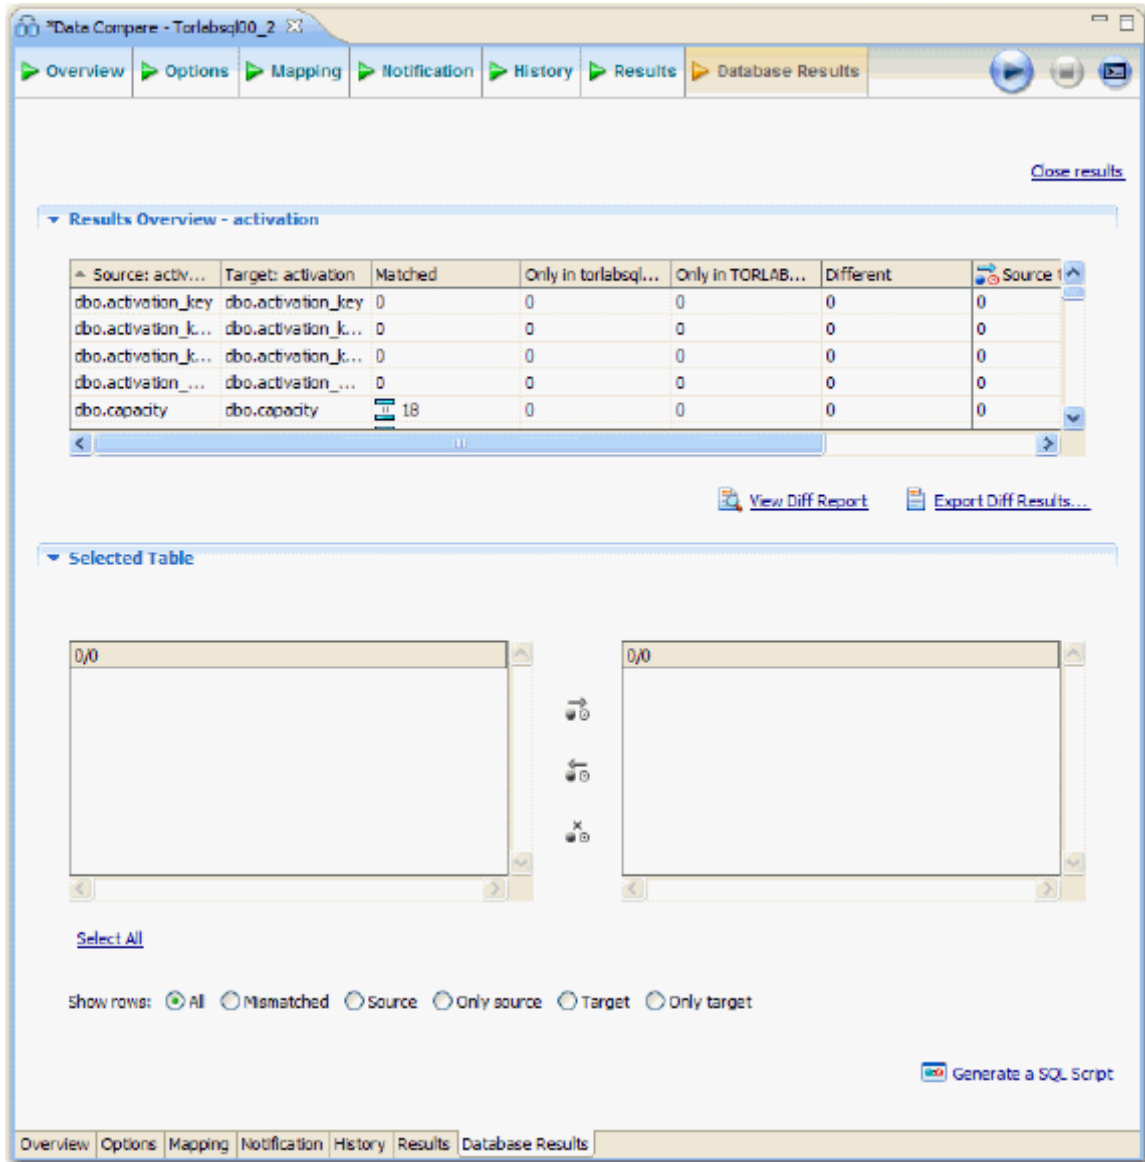 *Data Compare - Torlabsql00_2
Overview Options Mapping Notification History Results Database Results
Close results
Results Overview - activation
Source: activ... Target: activation Matched Only in torlabsql... Only in TORLAB... Different Source t
dbo.activation_key dbo.activation_key 0 0 0 0 0
dbo.activation_k... dbo.activation_k... 0 0 0 0 0
dbo.activation_k... dbo.activation_k... 0 0 0 0 0
dbo.activation_... dbo.activation_... 0 0 0 0 0
dbo.capacity dbo.capacity 18 0 0 0 0
View Diff Report Export Diff Results...
Selected Table
0/0 0/0
Select All
Show rows: All Mismatched Source Only source Target Only target
Generate a SQL Script
Overview Options Mapping Notification History Results Database Results